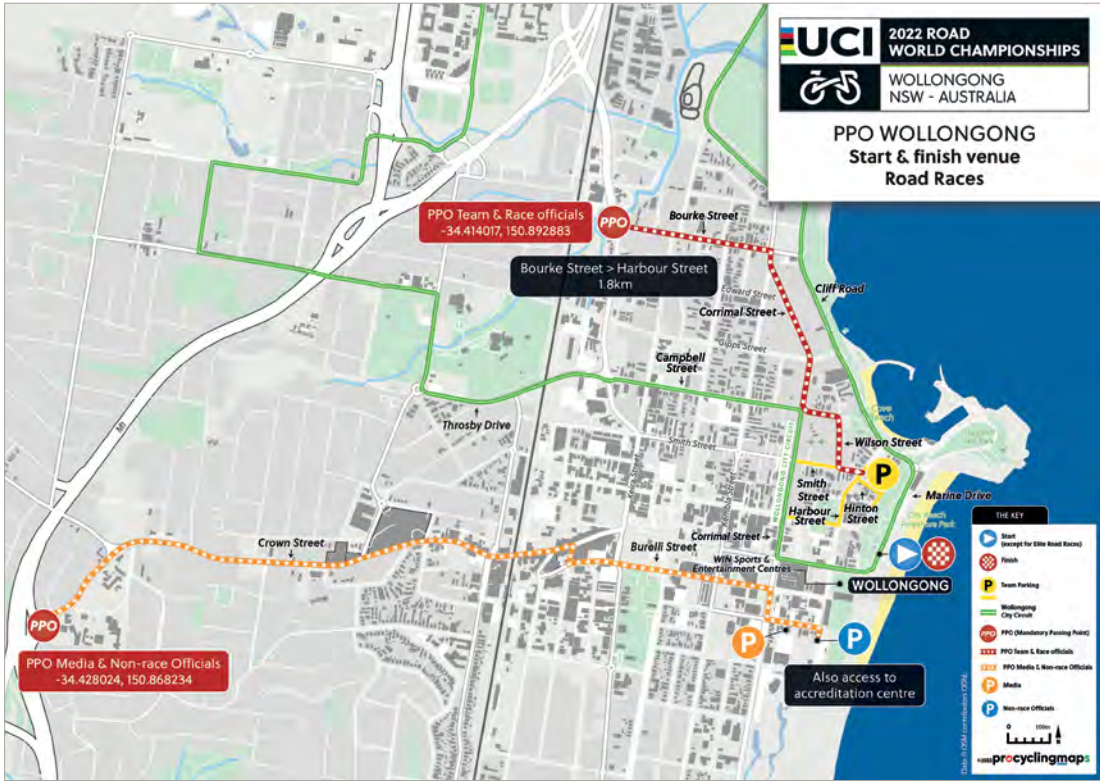 UCI
2022 ROAD
WORLD CHAMPIONSHIPS
WOLLONGONG
NSW - AUSTRALIA
PPO WOLLONGONG
Start & finish venue
Road Races
PPO Team & Race officials
-34.414017, 150.892883
PPO
Bourke Street
Bourke Street > Harbour Street
1.8km
Edward Street
Cliff Road
Corrimal Street
Gipps Street
Campbell
Street
M1
Throsby Drive
Smith Street
WOLLONGONG CITY CIRCUIT
Wilson Street
P
Smith
Street
Harbour
Street
Hinton
Street
Marine Drive
Crown Street
Burelli Street
Corrimal Street
WIN Sports &
Entertainment Centres
WOLLONGONG
PPO
PPO Media & Non-race Officials
-34.428024, 150.868234
P
P
Also access to
accreditation centre
THE KEY
Start
(except for Elite Road Races)
Finish
P
Team Parking
Wollongong
City Circuit
PPO
PPO (Mandatory Passing Point)
PPO Team & Race officials
PPO Media & Non-race Officials
P
Media
P
Non-race Officials
0
procyclingmaps